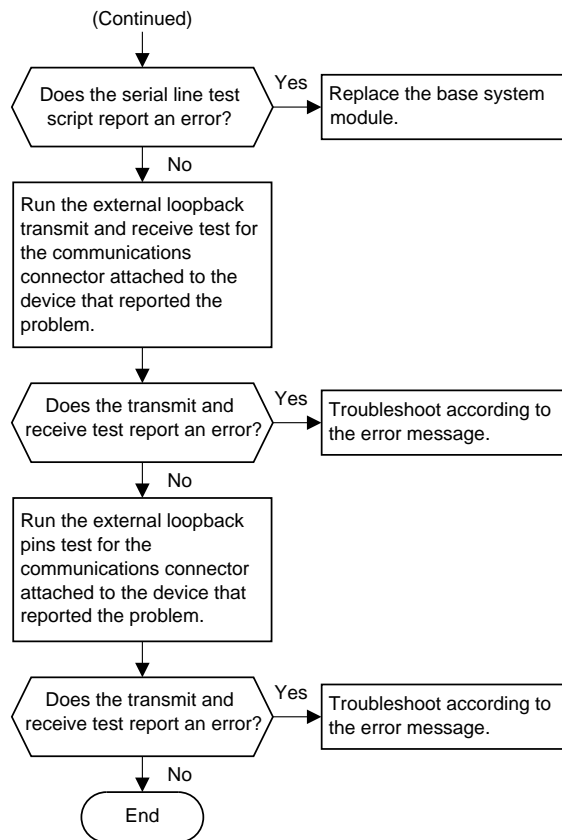 (Continued)
Does the serial line test
script report an error?
Yes
Replace the base system
module.
No
Run the external loopback
transmit and receive test for
the communications
connector attached to the
device that reported the
problem.
Does the transmit and
receive test report an error?
Yes
Troubleshoot according to
the error message.
No
Run the external loopback
pins test for the
communications connector
attached to the device that
reported the problem.
Does the transmit and
receive test report an error?
Yes
Troubleshoot according to
the error message.
No
End